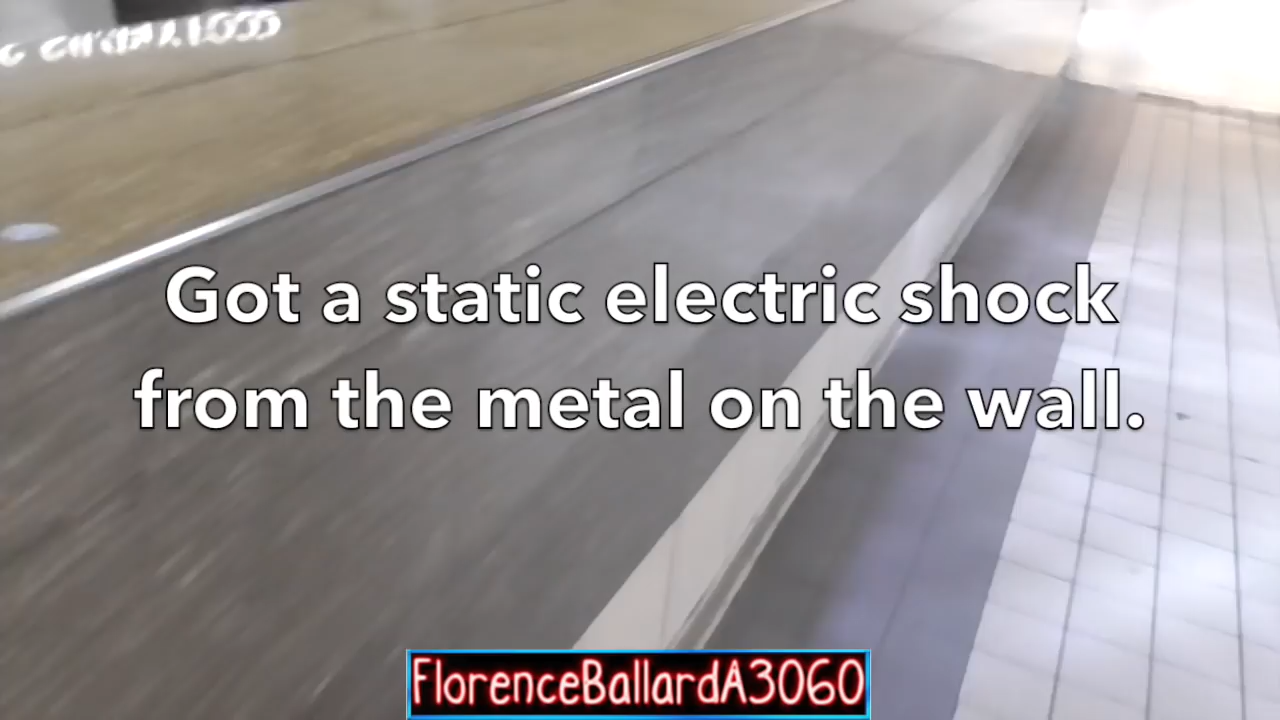 Got a static electric shock
from the metal on the wall.
FlorenceBallardA3060